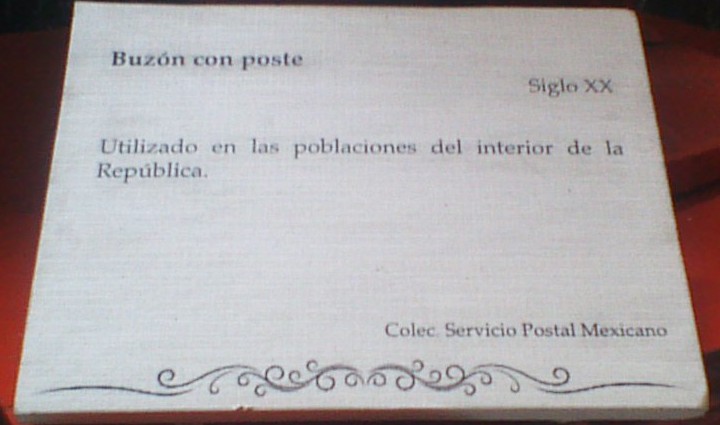 Buzón con poste
Siglo XX
Utilizado en las poblaciones del interior de la
República.
Colec. Servicio Postal Mexicano